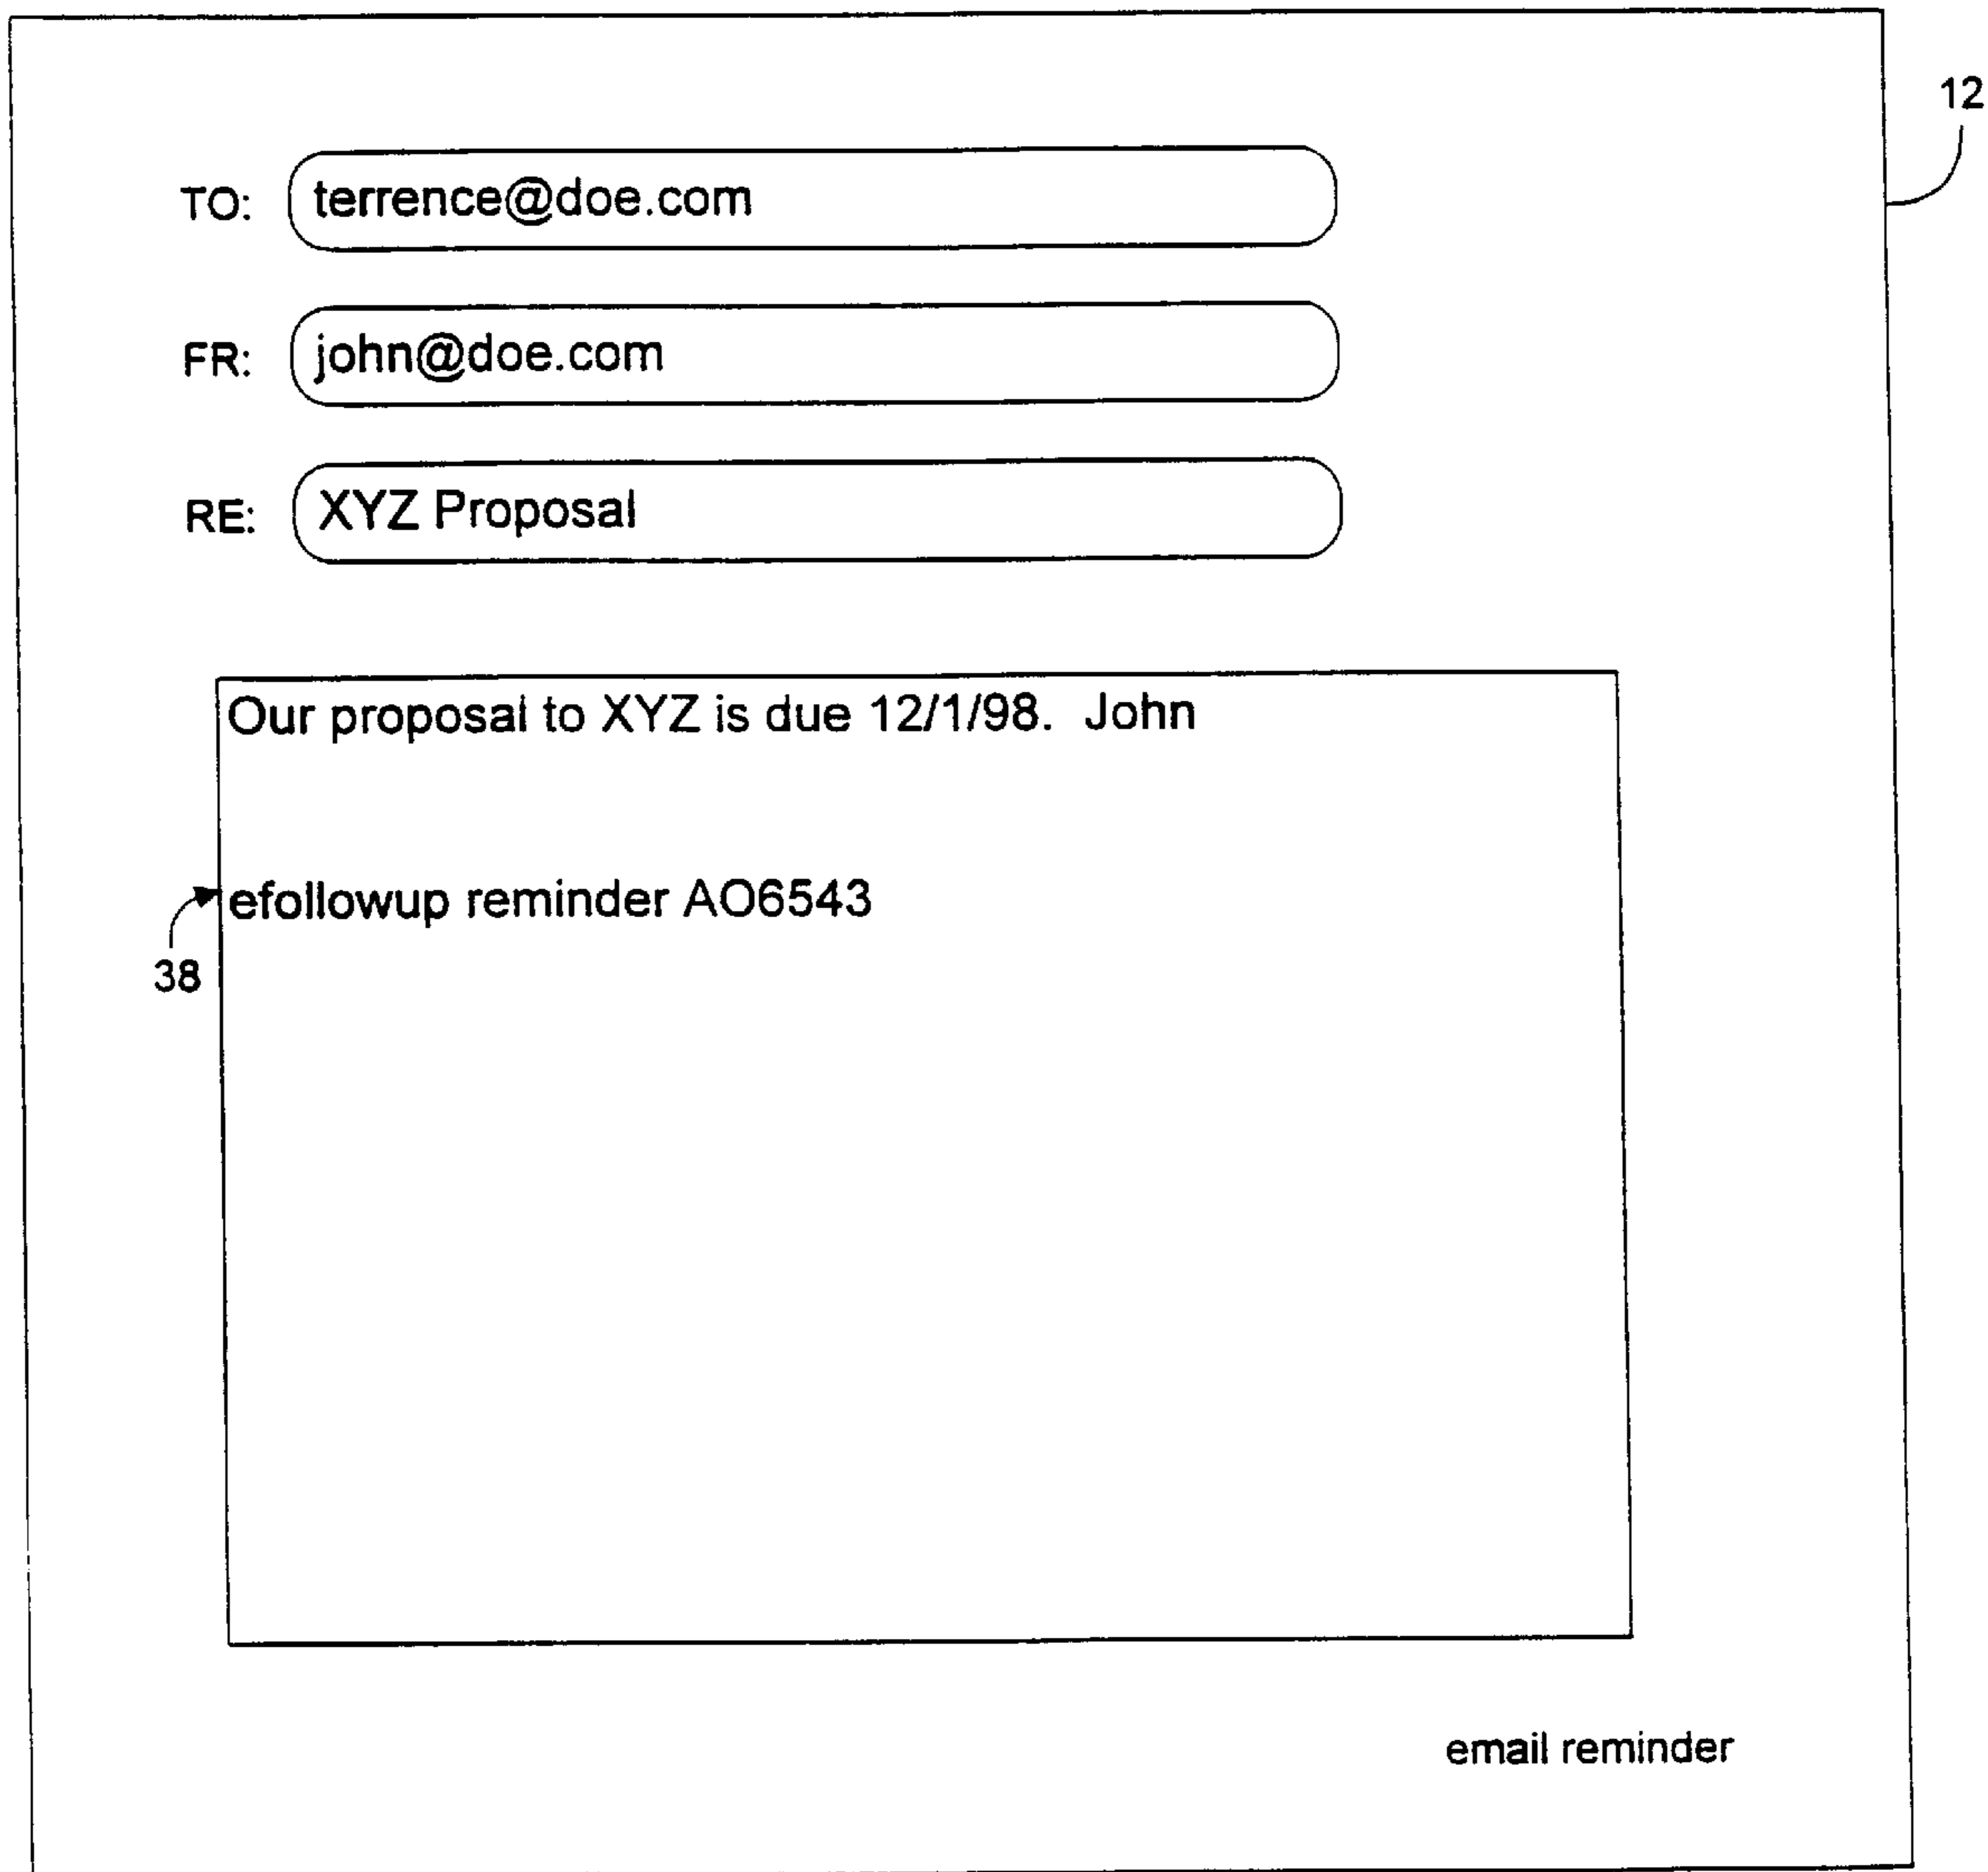 12
TO: terrence@doe.com
FR: john@doe.com
RE: XYZ Proposal
Our proposal to XYZ is due 12/1/98. John
efollowup reminder AO6543
38
email reminder